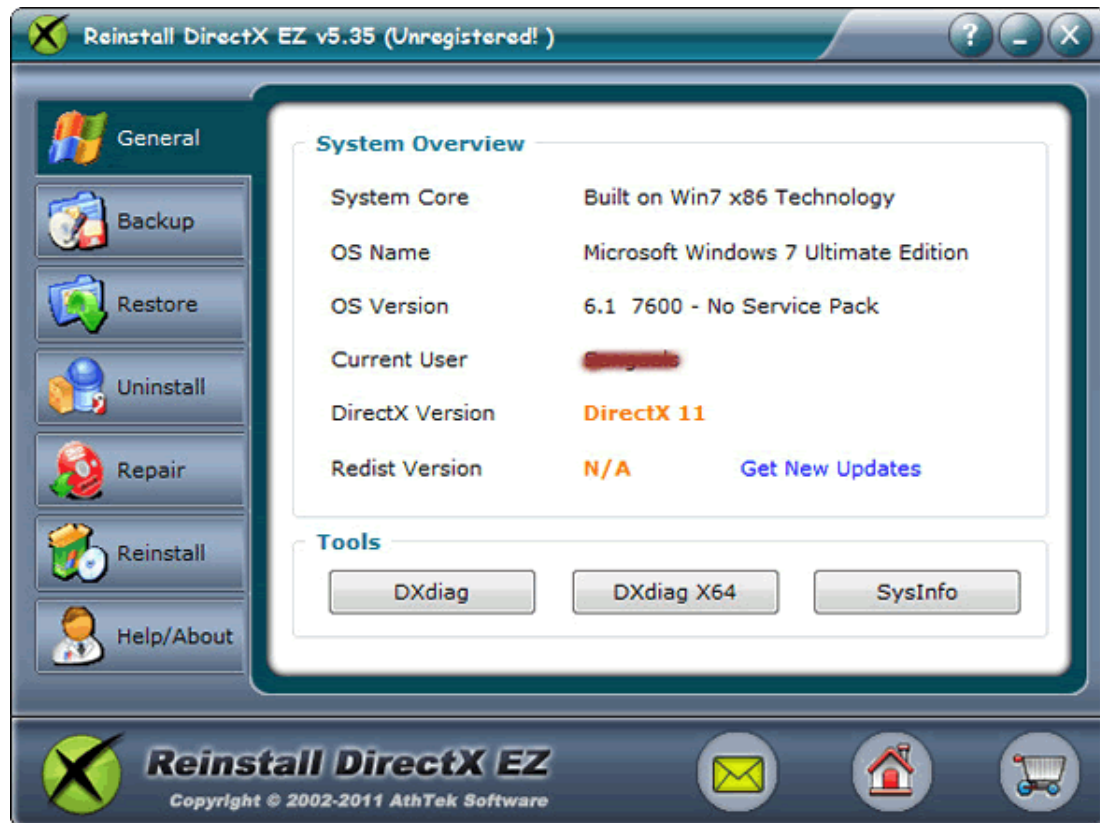 Reinstall DirectX EZ v5.35 (Unregistered! )
?
General
Backup
Restore
Uninstall
Repair
Reinstall
Help/About
System Overview
System Core Built on Win7 x86 Technology
OS Name Microsoft Windows 7 Ultimate Edition
OS Version 6.1 7600 - No Service Pack
Current User
DirectX Version DirectX 11
Redist Version N/A Get New Updates
Tools
DXdiag DXdiag X64 SysInfo
Reinstall DirectX EZ
Copyright © 2002-2011 AthTek Software